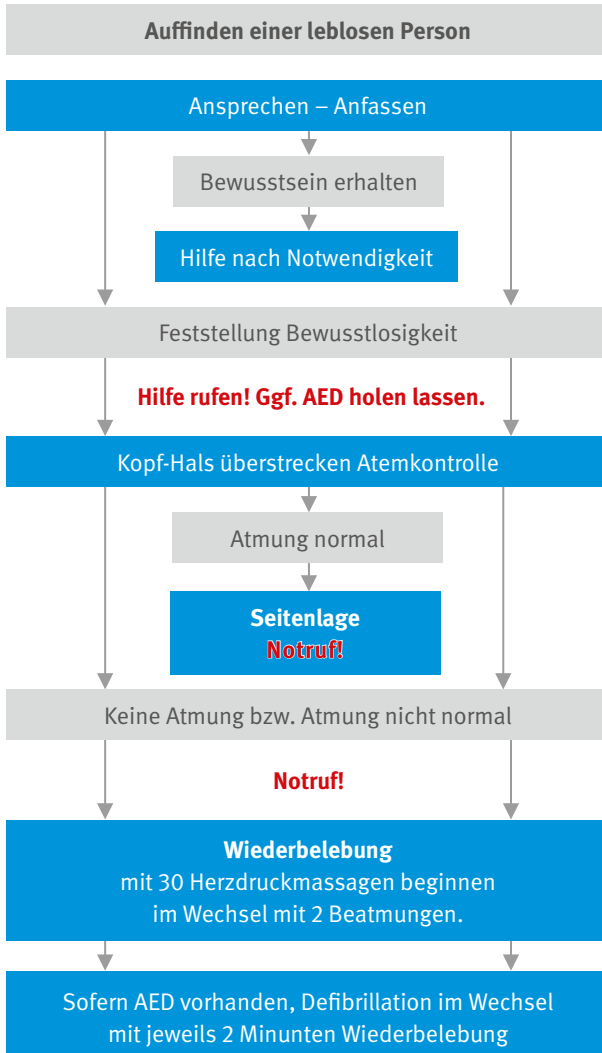 Auffinden einer leblosen Person
Ansprechen – Anfassen
Bewusstsein erhalten
Hilfe nach Notwendigkeit
Feststellung Bewusstlosigkeit
Hilfe rufen! Ggf. AED holen lassen.
Kopf-Hals überstrecken Atemkontrolle
Atmung normal
Seitenlage
Notruf!
Keine Atmung bzw. Atmung nicht normal
Notruf!
Wiederbelebung
mit 30 Herzdruckmassagen beginnen
im Wechsel mit 2 Beatmungen.
Sofern AED vorhanden, Defibrillation im Wechsel
mit jeweils 2 Minunten Wiederbelebung